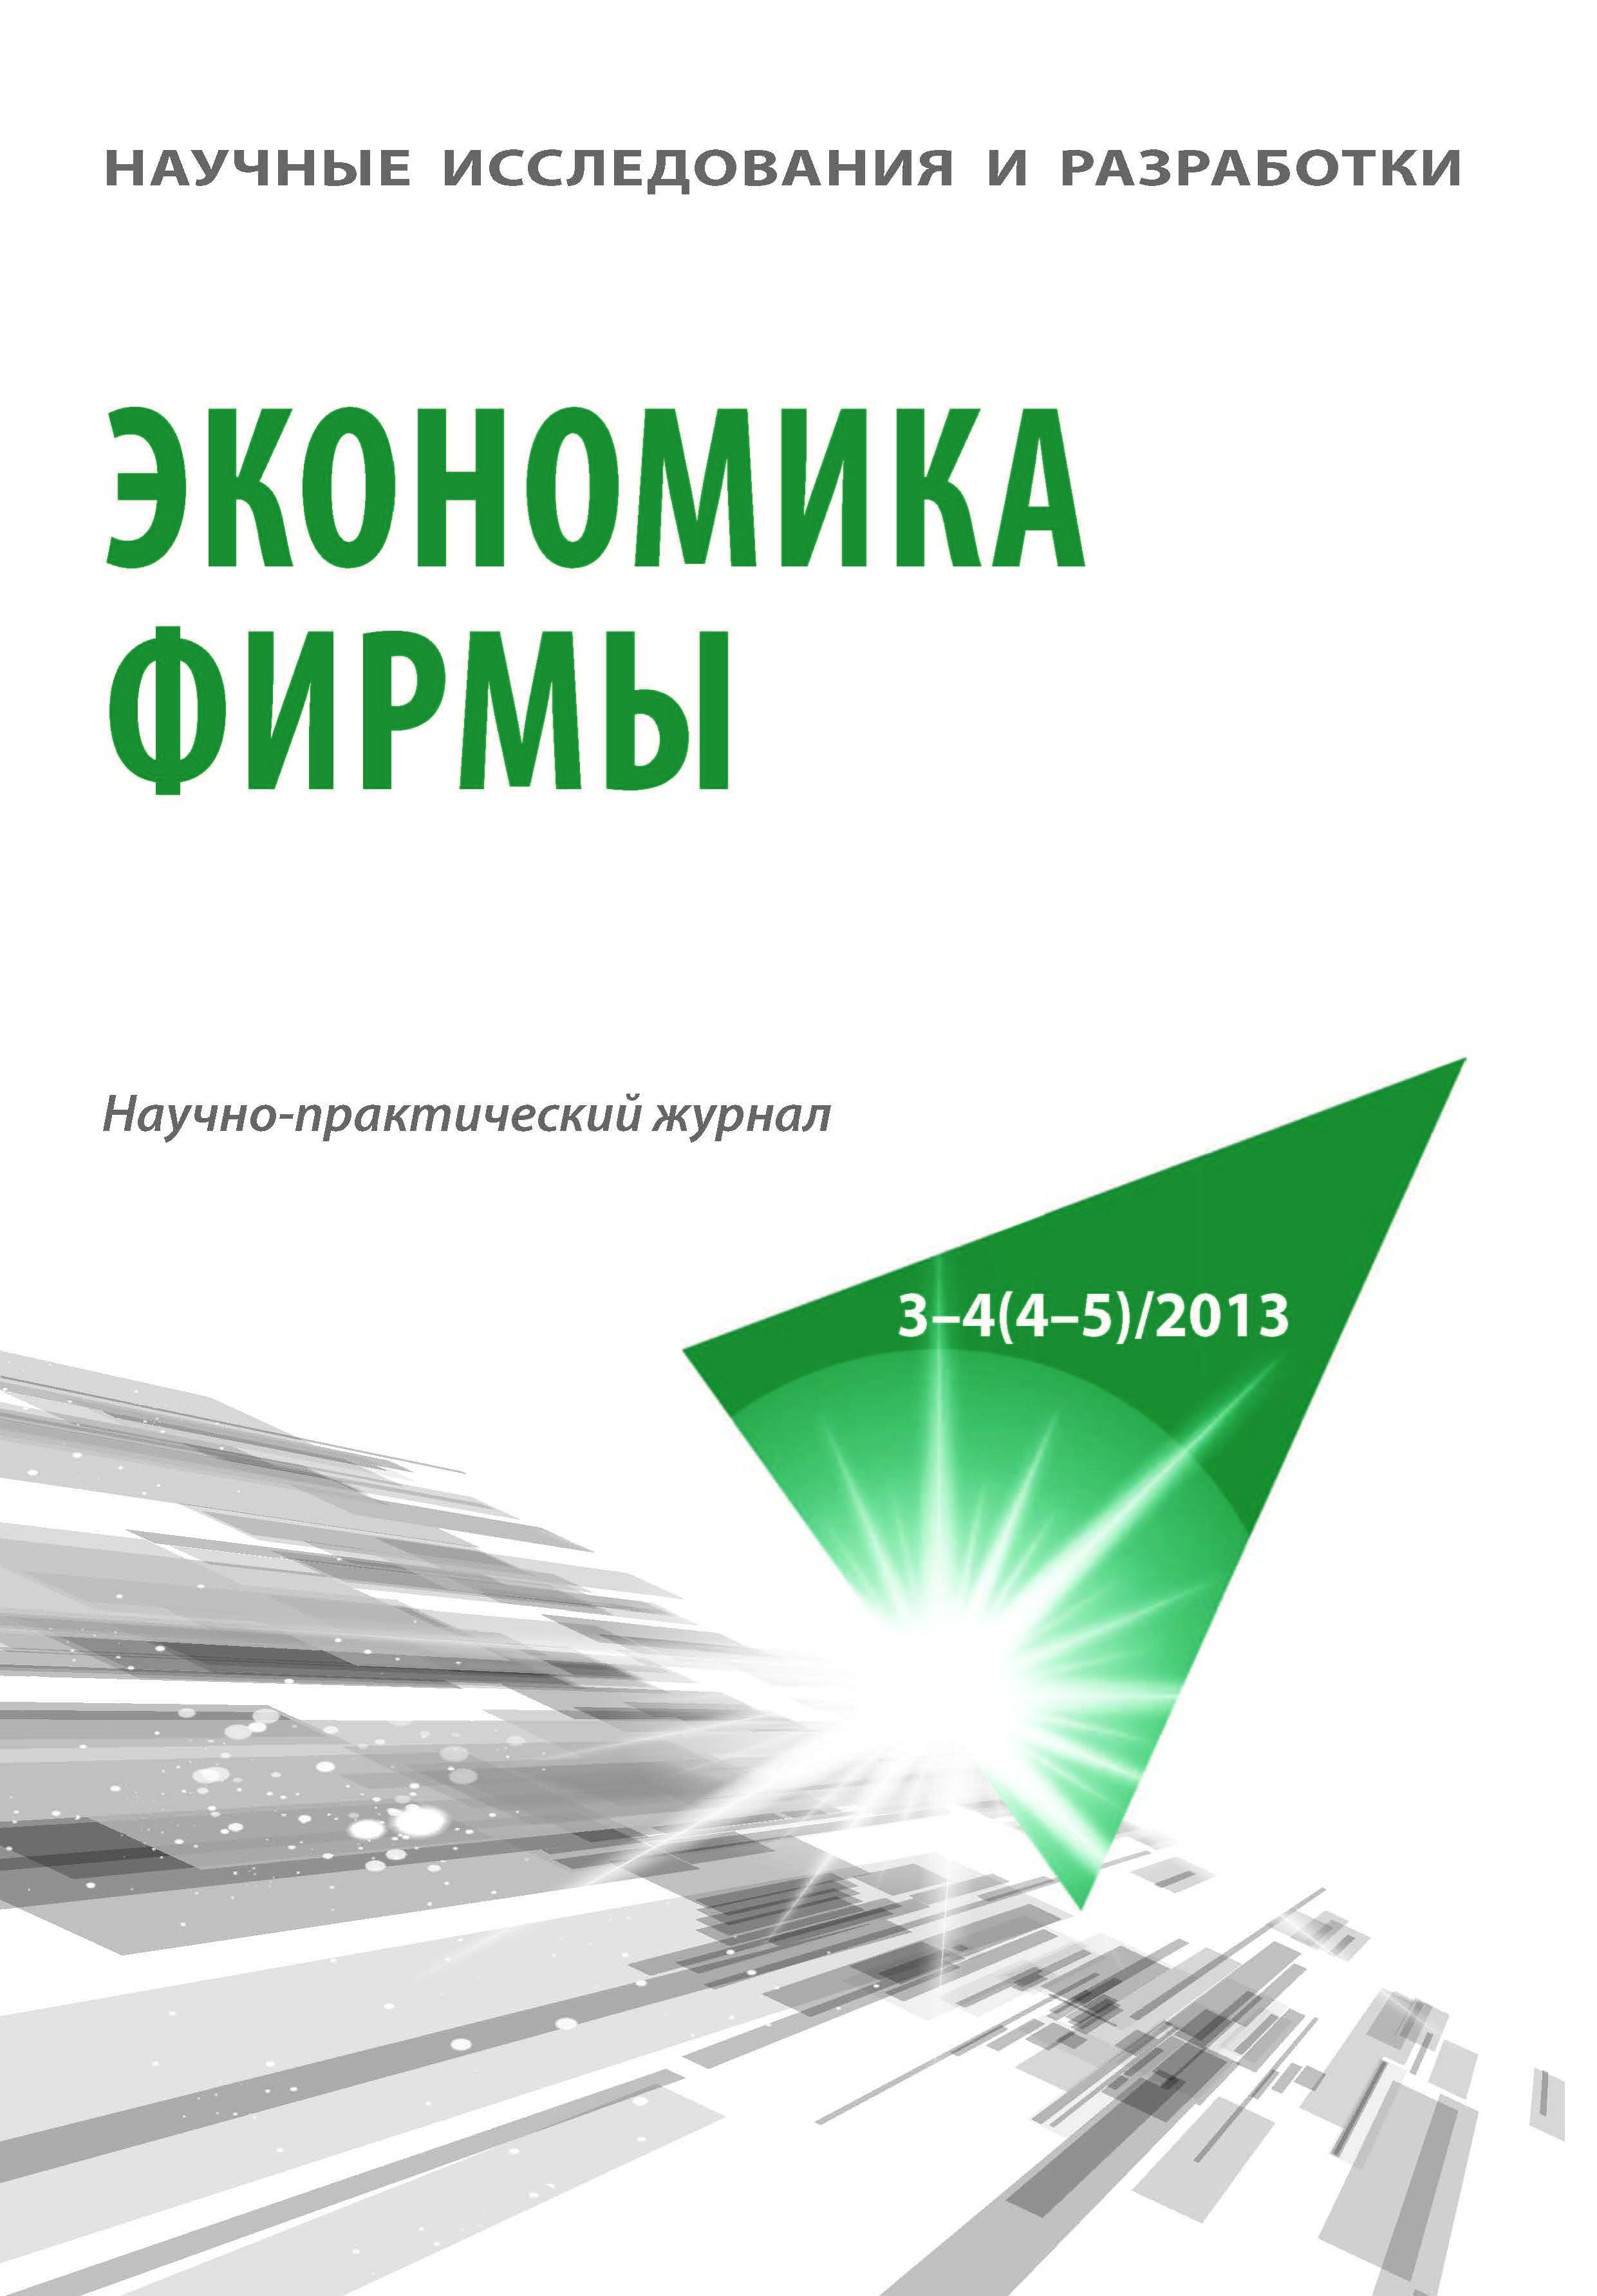 НАУЧНЫЕ ИССЛЕДОВАНИЯ И РАЗРАБОТКИ
ЭКОНОМИКА
ФИРМЫ
Научно-практический журнал
3–4(4–5)/2013